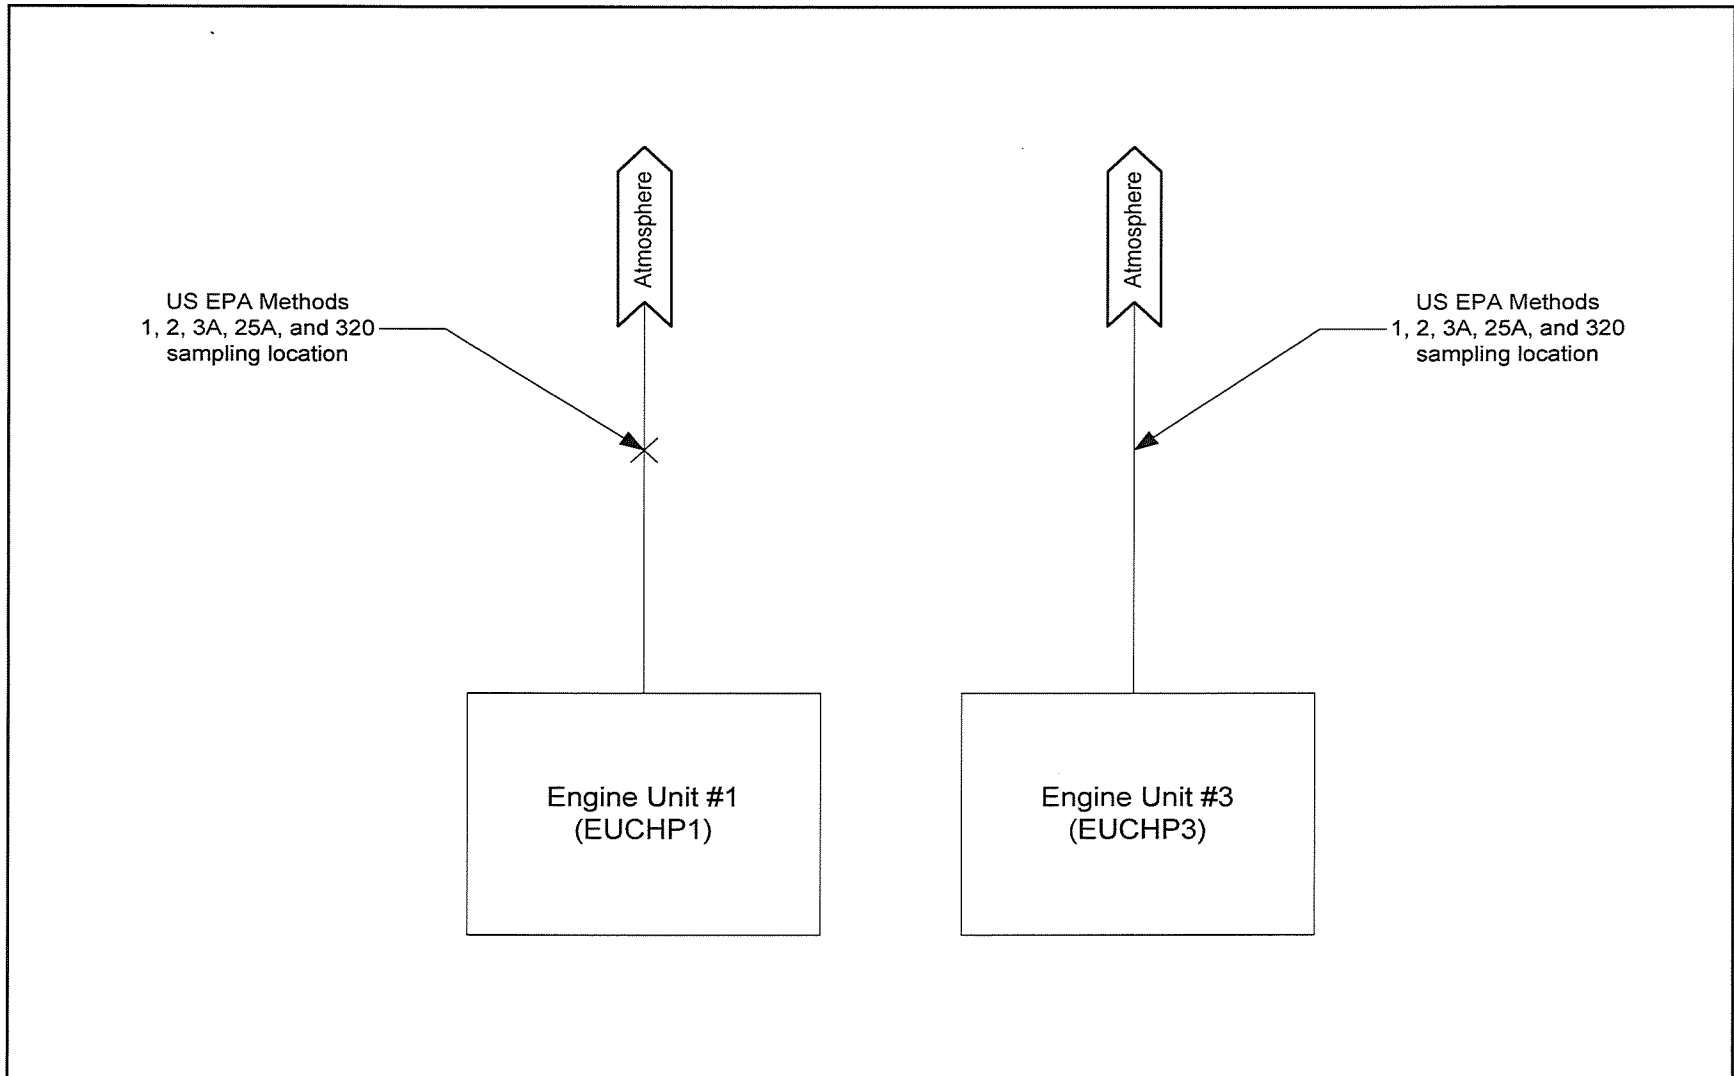 Atmosphere
Atmosphere
US EPA Methods
1, 2, 3A, 25A, and 320
sampling location
US EPA Methods
1, 2, 3A, 25A, and 320
sampling location
Engine Unit #1
(EUCHP1)
Engine Unit #3
(EUCHP3)